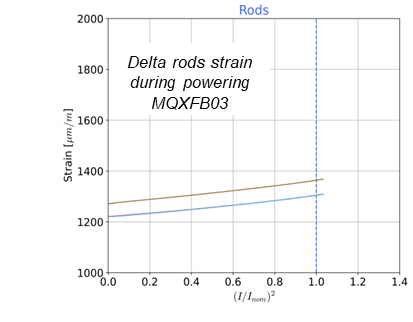 Rods
Delta rods strain
during powering
MQXFB03
Strain [μm/m]
2000
1800
1600
1400
1200
1000
0.0 0.2 0.4 0.6 0.8 1.0 1.2 1.4
(I/I_nom)^2